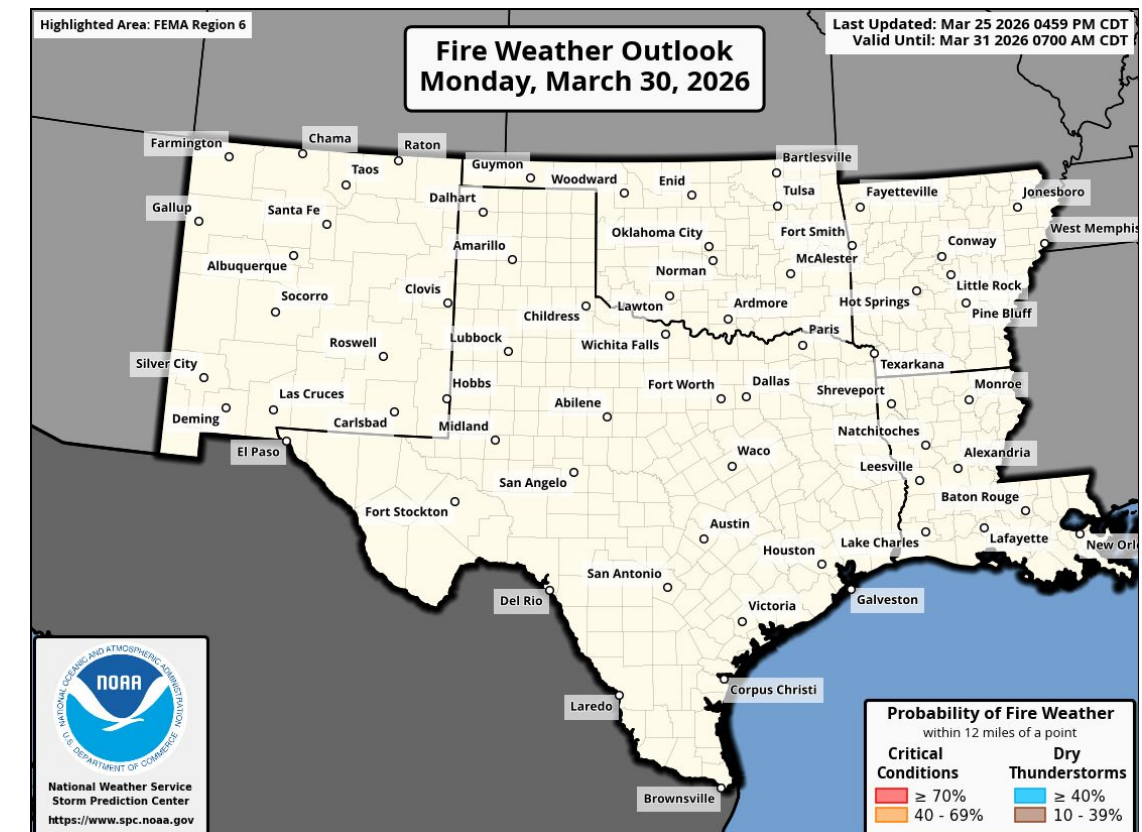 Highlighted Area: FEMA Region 6
Fire Weather Outlook
Monday, March 30, 2026
Last Updated: Mar 25 2026 0459 PM CDT
Valid Until: Mar 31 2026 0700 AM CDT
Farmington
Chama
Raton
Taos
Guymon
Woodward
Enid
Bartlesville
Tulsa
Fayetteville
Jonesboro
Gallup
Santa Fe
Dalhart
Amarillo
Oklahoma City
Fort Smith
Conway
West Memphis
Albuquerque
Norman
McAlester
Little Rock
Socorro
Clovis
Childress
Lawton
Ardmore
Hot Springs
Pine Bluff
Roswell
Lubbock
Wichita Falls
Paris
Texarkana
Silver City
Las Cruces
Hobbs
Abilene
Fort Worth
Dallas
Shreveport
Monroe
Deming
Carlsbad
Midland
Natchitoches
El Paso
San Angelo
Waco
Leesville
Alexandria
Fort Stockton
Austin
Baton Rouge
Houston
Lake Charles
Lafayette
New Orl
San Antonio
Del Rio
Victoria
Galveston
Laredo
Corpus Christi
Brownsville
NATIONAL OCEANIC AND ATMOSPHERIC ADMINISTRATION
NOAA
U.S. DEPARTMENT OF COMMERCE
National Weather Service
Storm Prediction Center
https://www.spc.noaa.gov
Probability of Fire Weather
within 12 miles of a point
Critical Conditions
Dry Thunderstorms
≥ 70%
≥ 40%
40 - 69%
10 - 39%